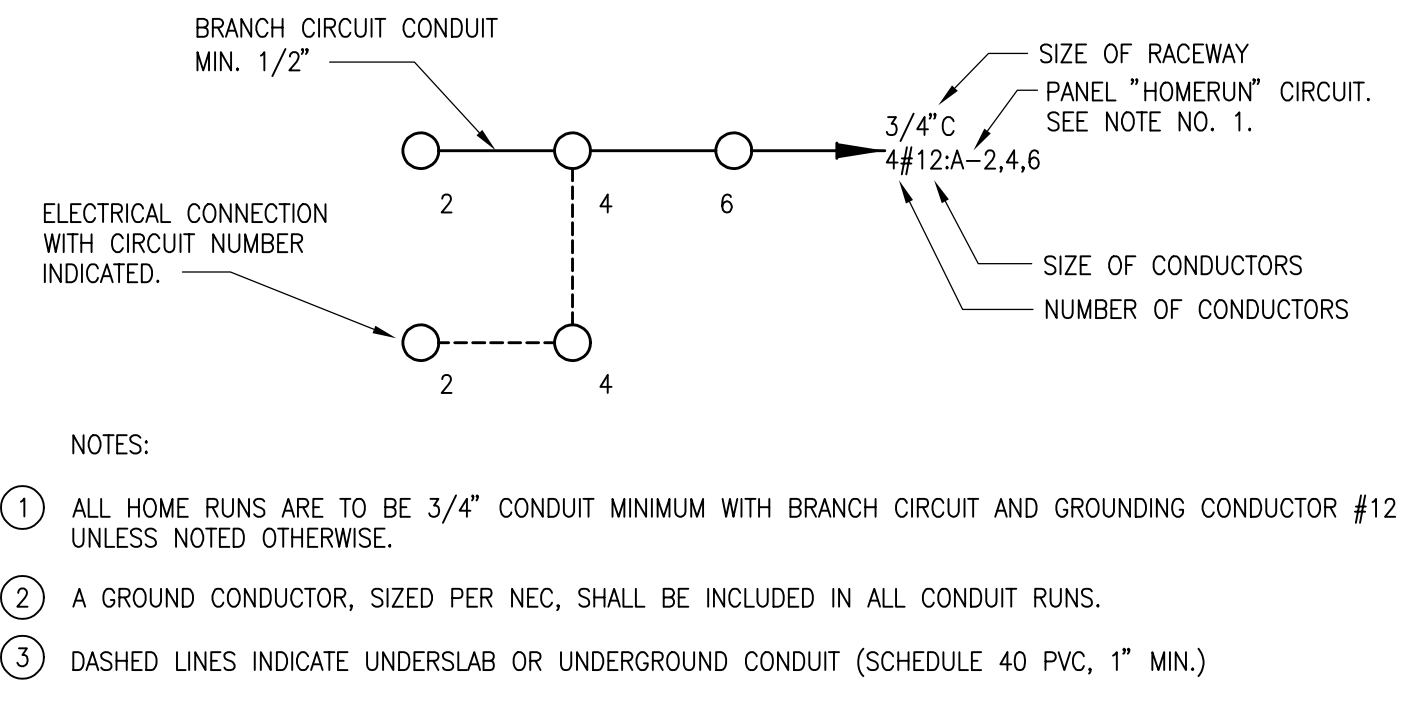 BRANCH CIRCUIT CONDUIT
MIN. 1/2"
SIZE OF RACEWAY
PANEL "HOMERUN" CIRCUIT.
SEE NOTE NO. 1.
3/4"C
4#12:A-2,4,6
2
4
6
ELECTRICAL CONNECTION
WITH CIRCUIT NUMBER
INDICATED.
SIZE OF CONDUCTORS
NUMBER OF CONDUCTORS
2
4
NOTES:
1 ALL HOME RUNS ARE TO BE 3/4" CONDUIT MINIMUM WITH BRANCH CIRCUIT AND GROUNDING CONDUCTOR #12
UNLESS NOTED OTHERWISE.
2 A GROUND CONDUCTOR, SIZED PER NEC, SHALL BE INCLUDED IN ALL CONDUIT RUNS.
3 DASHED LINES INDICATE UNDERSLAB OR UNDERGROUND CONDUIT (SCHEDULE 40 PVC, 1" MIN.)